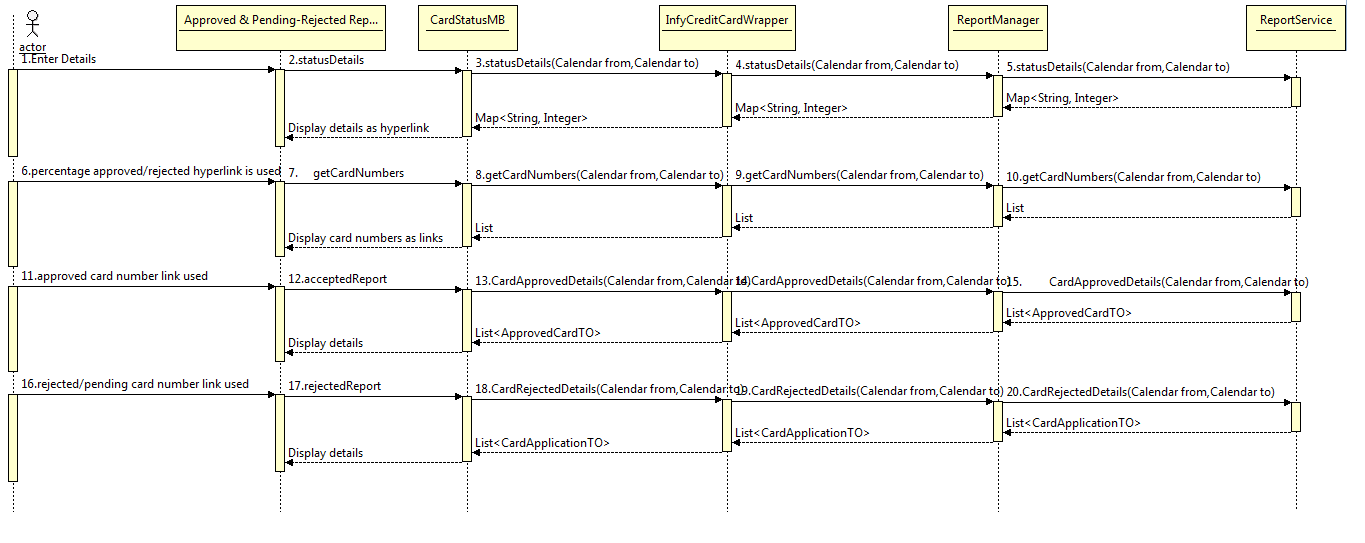 Approved & Pending-Rejected Rep...
CardStatusMB
InfyCreditCardWrapper
ReportManager
ReportService
actor
1.Enter Details
2.statusDetails
3.statusDetails(Calendar from,Calendar to)
4.statusDetails(Calendar from,Calendar to)
5.statusDetails(Calendar from,Calendar to)
Map<String, Integer>
Map<String, Integer>
Map<String, Integer>
Display details as hyperlink
6.percentage approved/rejected hyperlink is used
7. getCardNumbers
8.getCardNumbers(Calendar from,Calendar to)
9.getCardNumbers(Calendar from,Calendar to)
10.getCardNumbers(Calendar from,Calendar to)
List
List
List
Display card numbers as links
11.approved card number link used
12.acceptedReport
13.CardApprovedDetails(Calendar from,Calendar to)
14.CardApprovedDetails(Calendar from,Calendar to)
15. CardApprovedDetails(Calendar from,Calendar to)
List<ApprovedCardTO>
List<ApprovedCardTO>
List<ApprovedCardTO>
Display details
16.rejected/pending card number link used
17.rejectedReport
18.CardRejectedDetails(Calendar from,Calendar to)
19.CardRejectedDetails(Calendar from,Calendar to)
20.CardRejectedDetails(Calendar from,Calendar to)
List<CardApplicationTO>
List<CardApplicationTO>
List<CardApplicationTO>
Display details